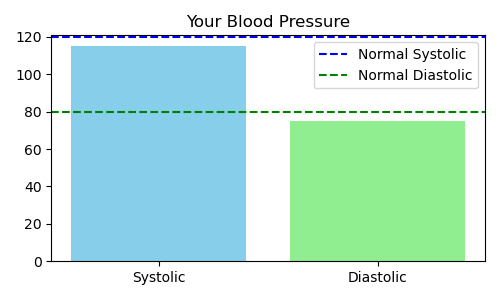 Your Blood Pressure
120
100
80
60
40
20
0
Normal Systolic
Normal Diastolic
Systolic Diastolic